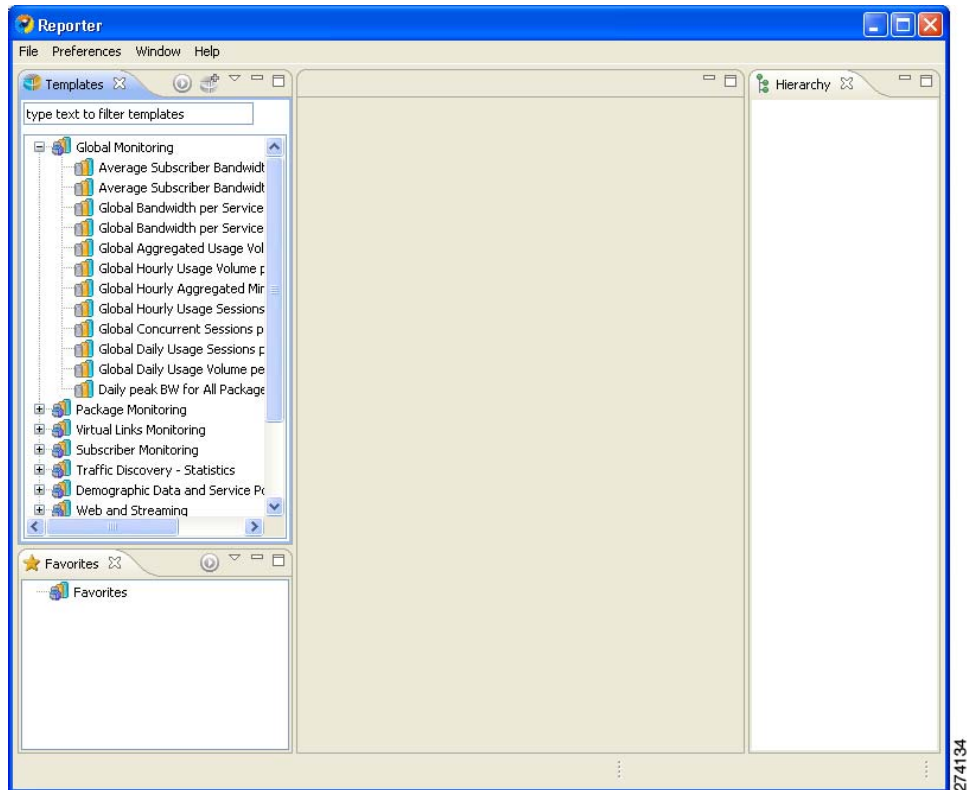 Reporter
File Preferences Window Help
Templates
type text to filter templates
Global Monitoring
Average Subscriber Bandwidt
Average Subscriber Bandwidt
Global Bandwidth per Service
Global Bandwidth per Service
Global Aggregated Usage Vol
Global Hourly Usage Volume p
Global Hourly Aggregated Mir
Global Hourly Usage Sessions
Global Concurrent Sessions p
Global Daily Usage Sessions p
Global Daily Usage Volume pe
Daily peak BW for All Package
Package Monitoring
Virtual Links Monitoring
Subscriber Monitoring
Traffic Discovery - Statistics
Demographic Data and Service Po
Web and Streaming
Favorites
Favorites
Hierarchy
274134